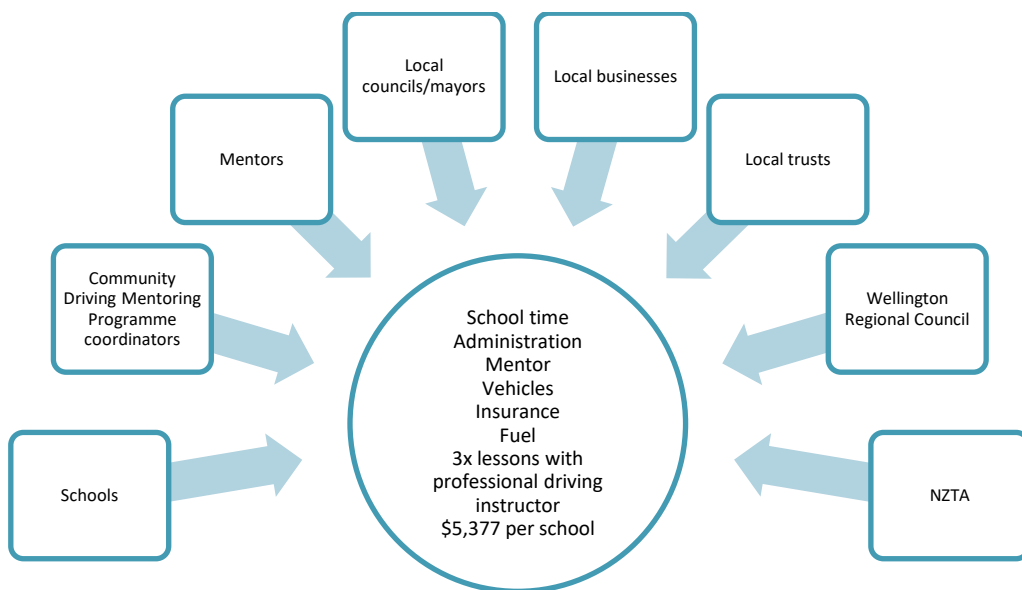 Local
councils/mayors
Local businesses
Mentors
Local trusts
Community
Driving Mentoring
Programme
coordinators
Wellington
Regional Council
Schools
NZTA
School time
Administration
Mentor
Vehicles
Insurance
Fuel
3x lessons with
professional driving
instructor
$5,377 per school